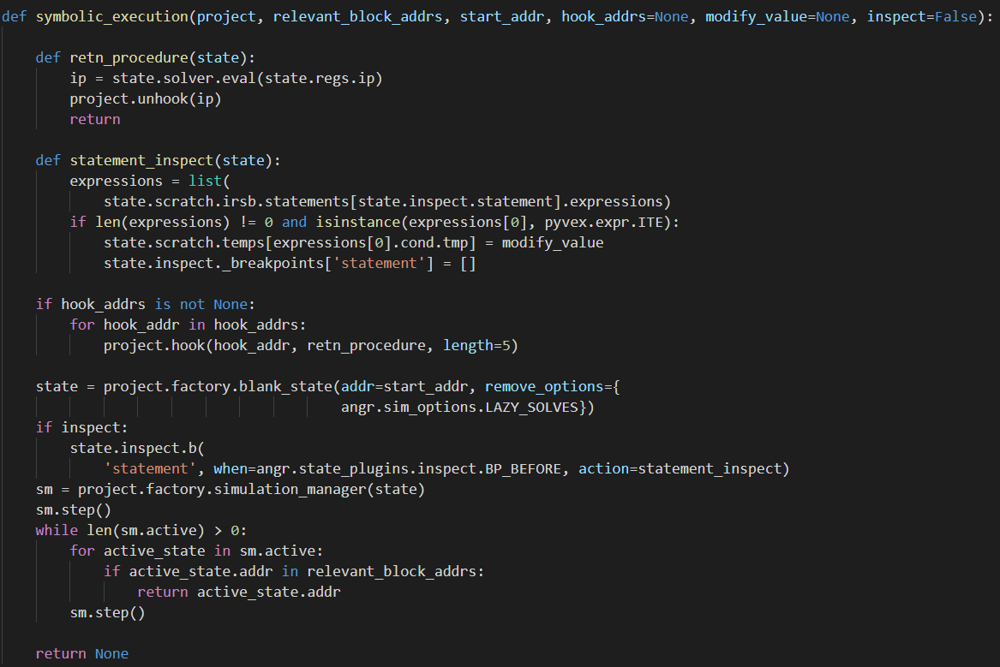 def symbolic_execution(project, relevant_block_addrs, start_addr, hook_addrs=None, modify_value=None, inspect=False):

    def retn_procedure(state):
        ip = state.solver.eval(state.regs.ip)
        project.unhook(ip)
        return

    def statement_inspect(state):
        expressions = list(
            state.scratch.irsb.statements[state.inspect.statement].expressions)
        if len(expressions) != 0 and isinstance(expressions[0], pyvex.expr.ITE):
            state.scratch.temps[expressions[0].cond.tmp] = modify_value
            state.inspect._breakpoints['statement'] = []

    if hook_addrs is not None:
        for hook_addr in hook_addrs:
            project.hook(hook_addr, retn_procedure, length=5)

    state = project.factory.blank_state(addr=start_addr, remove_options={
                                        angr.sim_options.LAZY_SOLVES})
    if inspect:
        state.inspect.b(
            'statement', when=angr.state_plugins.inspect.BP_BEFORE, action=statement_inspect)
    sm = project.factory.simulation_manager(state)
    sm.step()
    while len(sm.active) > 0:
        for active_state in sm.active:
            if active_state.addr in relevant_block_addrs:
                return active_state.addr
        sm.step()

    return None